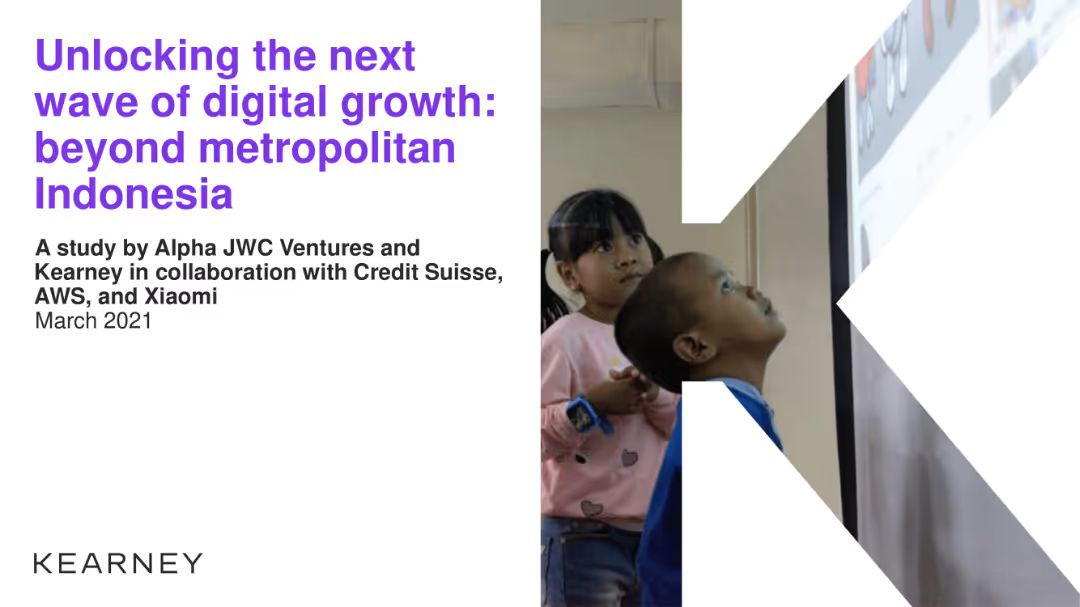 Unlocking the next
wave of digital growth:
beyond metropolitan
Indonesia
A study by Alpha JWC Ventures and
Kearney in collaboration with Credit Suisse,
AWS, and Xiaomi
March 2021
KEARNEY